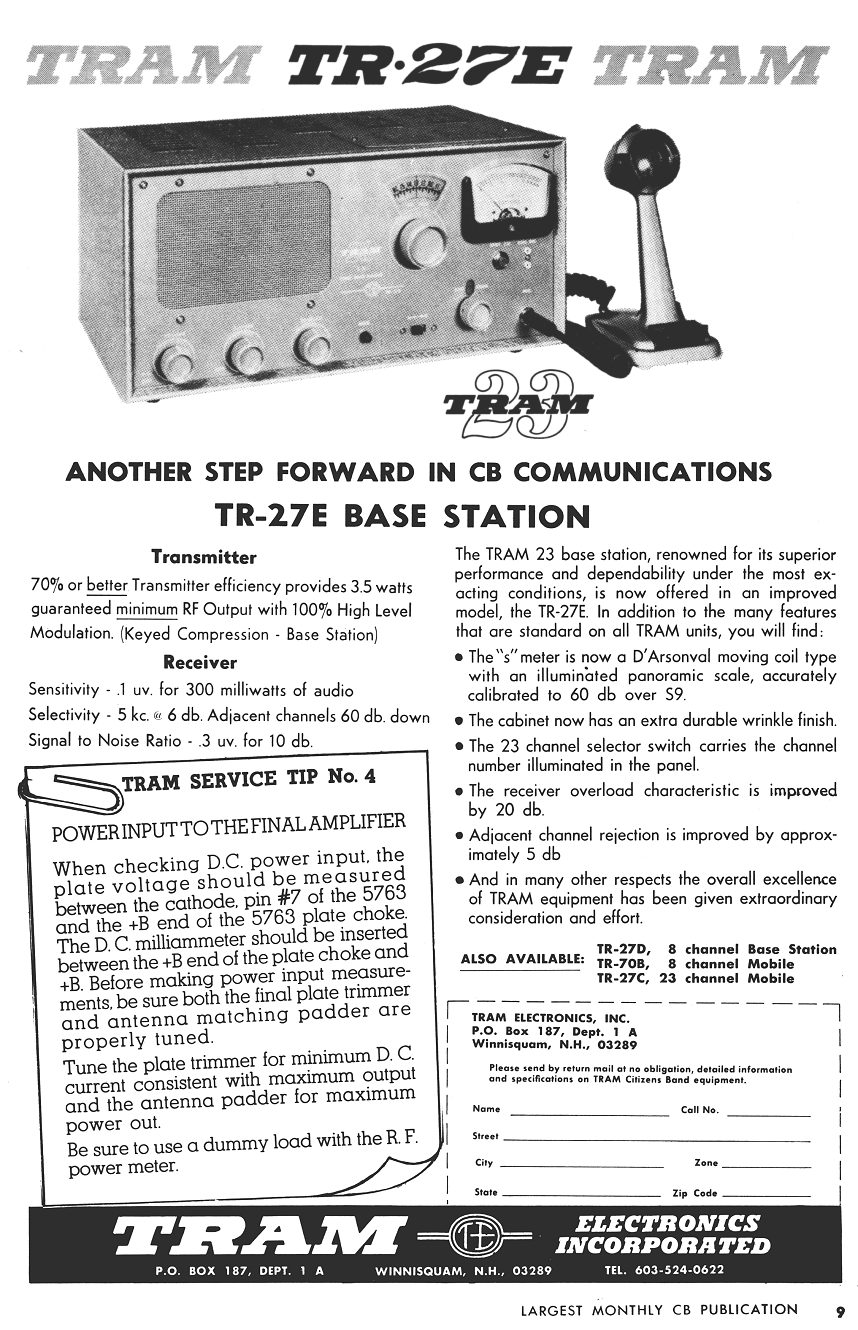 TRAM TR·27E TRAM
TRAM
23
TRAM
ANOTHER STEP FORWARD IN CB COMMUNICATIONS
TR-27E BASE STATION
Transmitter
70% or better Transmitter efficiency provides 3.5 watts
guaranteed minimum RF Output with 100% High Level
Modulation. (Keyed Compression - Base Station)
Receiver
Sensitivity - .1 uv. for 300 milliwatts of audio
Selectivity - 5 kc. @ 6 db. Adjacent channels 60 db. down
Signal to Noise Ratio - .3 uv. for 10 db.
TRAM SERVICE TIP No. 4
POWER INPUT TO THE FINAL AMPLIFIER
When checking D.C. power input, the
plate voltage should be measured
between the cathode, pin #7 of the 5763
and the +B end of the 5763 plate choke.
The D. C. milliammeter should be inserted
between the +B end of the plate choke and
+B. Before making power input measure-
ments, be sure both the final plate trimmer
and antenna matching padder are
properly tuned.
Tune the plate trimmer for minimum D. C.
current consistent with maximum output
and the antenna padder for maximum
power out.
Be sure to use a dummy load with the R. F.
power meter.
The TRAM 23 base station, renowned for its superior
performance and dependability under the most ex-
acting conditions, is now offered in an improved
model, the TR-27E. In addition to the many features
that are standard on all TRAM units, you will find:
• The "s" meter is now a D'Arsonval moving coil type
with an illuminated panoramic scale, accurately
calibrated to 60 db over S9.
• The cabinet now has an extra durable wrinkle finish.
• The 23 channel selector switch carries the channel
number illuminated in the panel.
• The receiver overload characteristic is improved
by 20 db.
• Adjacent channel rejection is improved by approx-
imately 5 db
• And in many other respects the overall excellence
of TRAM equipment has been given extraordinary
consideration and effort.
ALSO AVAILABLE: TR-27D, 8 channel Base Station
TR-70B, 8 channel Mobile
TR-27C, 23 channel Mobile
TRAM ELECTRONICS, INC.
P.O. Box 187, Dept. 1 A
Winnisquam, N.H., 03289
Please send by return mail at no obligation, detailed information
and specifications on TRAM Citizens Band equipment.
Name Call No.
Street
City Zone
State Zip Code
TRAM TE ELECTRONICS
INCORPORATED
P.O. BOX 187, DEPT. 1 A WINNISQUAM, N.H., 03289 TEL. 603-524-0622
LARGEST MONTHLY CB PUBLICATION 9